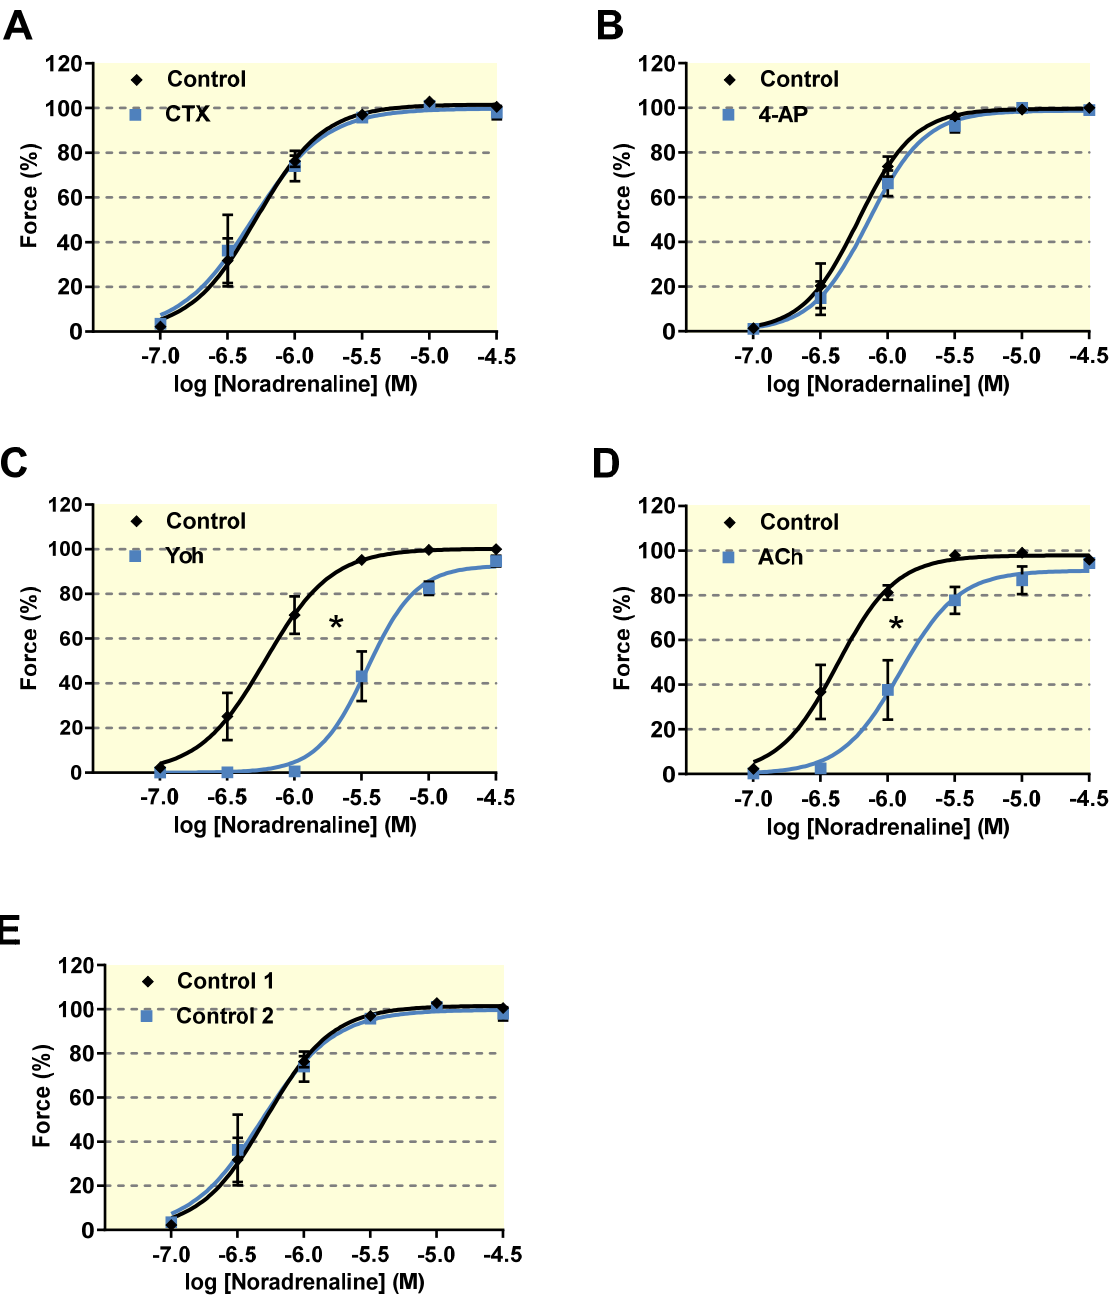 A
120
100
80
60
40
20
0
Force (%)
Control
CTX
-7.0 -6.5 -6.0 -5.5 -5.0 -4.5
log [Noradrenaline] (M)
B
120
100
80
60
40
20
0
Force (%)
Control
4-AP
-7.0 -6.5 -6.0 -5.5 -5.0 -4.5
log [Noradernaline] (M)
C
120
100
80
60
40
20
0
Force (%)
Control
Yoh
*
-7.0 -6.5 -6.0 -5.5 -5.0 -4.5
log [Noradrenaline] (M)
D
120
100
80
60
40
20
0
Force (%)
Control
ACh
*
-7.0 -6.5 -6.0 -5.5 -5.0 -4.5
log [Noradrenaline] (M)
E
120
100
80
60
40
20
0
Force (%)
Control 1
Control 2
-7.0 -6.5 -6.0 -5.5 -5.0 -4.5
log [Noradrenaline] (M)